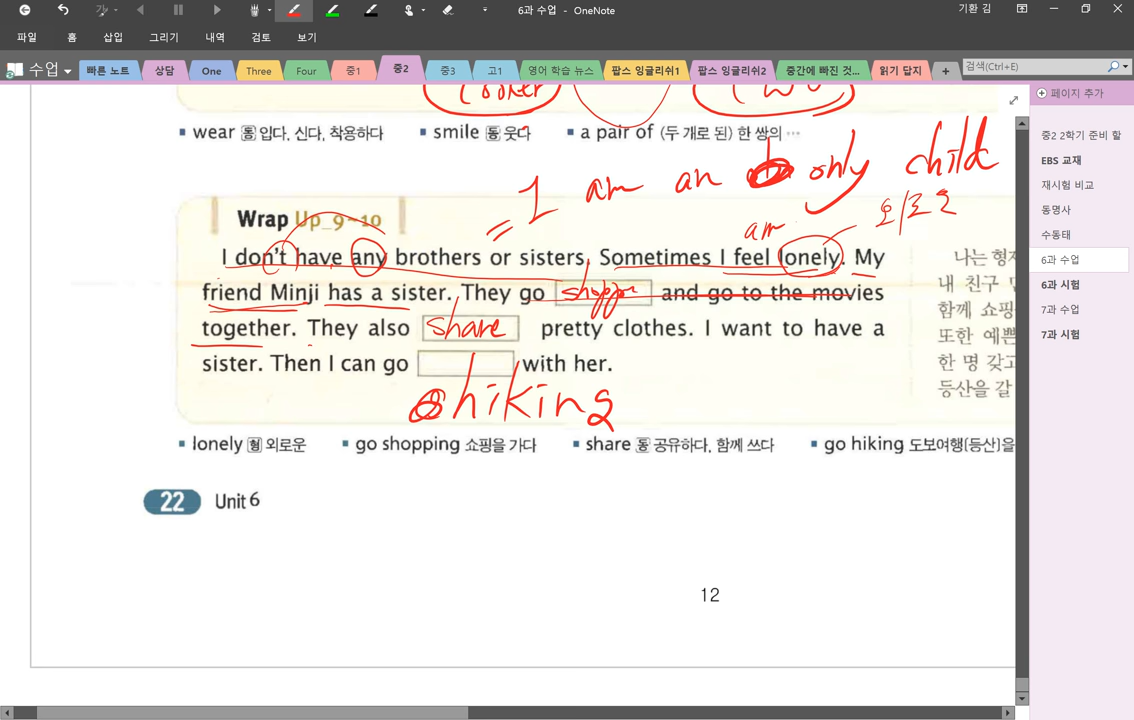 6과 수업 - OneNote
기환 김
파일 홈 삽입 그리기 내역 검토 보기
수업 빠른 노트 상담 One Three Four 중1 중2 중3 고1 영어 학습 뉴스 팝스 잉글리쉬1 팝스 잉글리쉬2 중간에 빠진 것... 읽기 답지 + 검색(Ctrl+E)
페이지 추가
중2 2학기 준비 할
EBS 교재
재시험 비교
동명사
수동태
6과 수업
6과 시험
7과 수업
7과 시험
▪ wear 동 입다, 신다, 착용하다 ▪ smile 동 웃다 ▪ a pair of (두 개로 된) 한 쌍의 …
= I am an only child
Wrap Up_9~10
am
I don't have any brothers or sisters. Sometimes I feel lonely. My
friend Minji has a sister. They go shopping and go to the movies
together. They also share pretty clothes. I want to have a
sister. Then I can go with her.
hiking
나는 형제
내 친구 민
함께 쇼핑
또한 예쁜
한 명 갖고
등산을 갈
▪ lonely 형 외로운 ▪ go shopping 쇼핑을 가다 ▪ share 동 공유하다, 함께 쓰다 ▪ go hiking 도보여행(등산)을
22 Unit 6
12